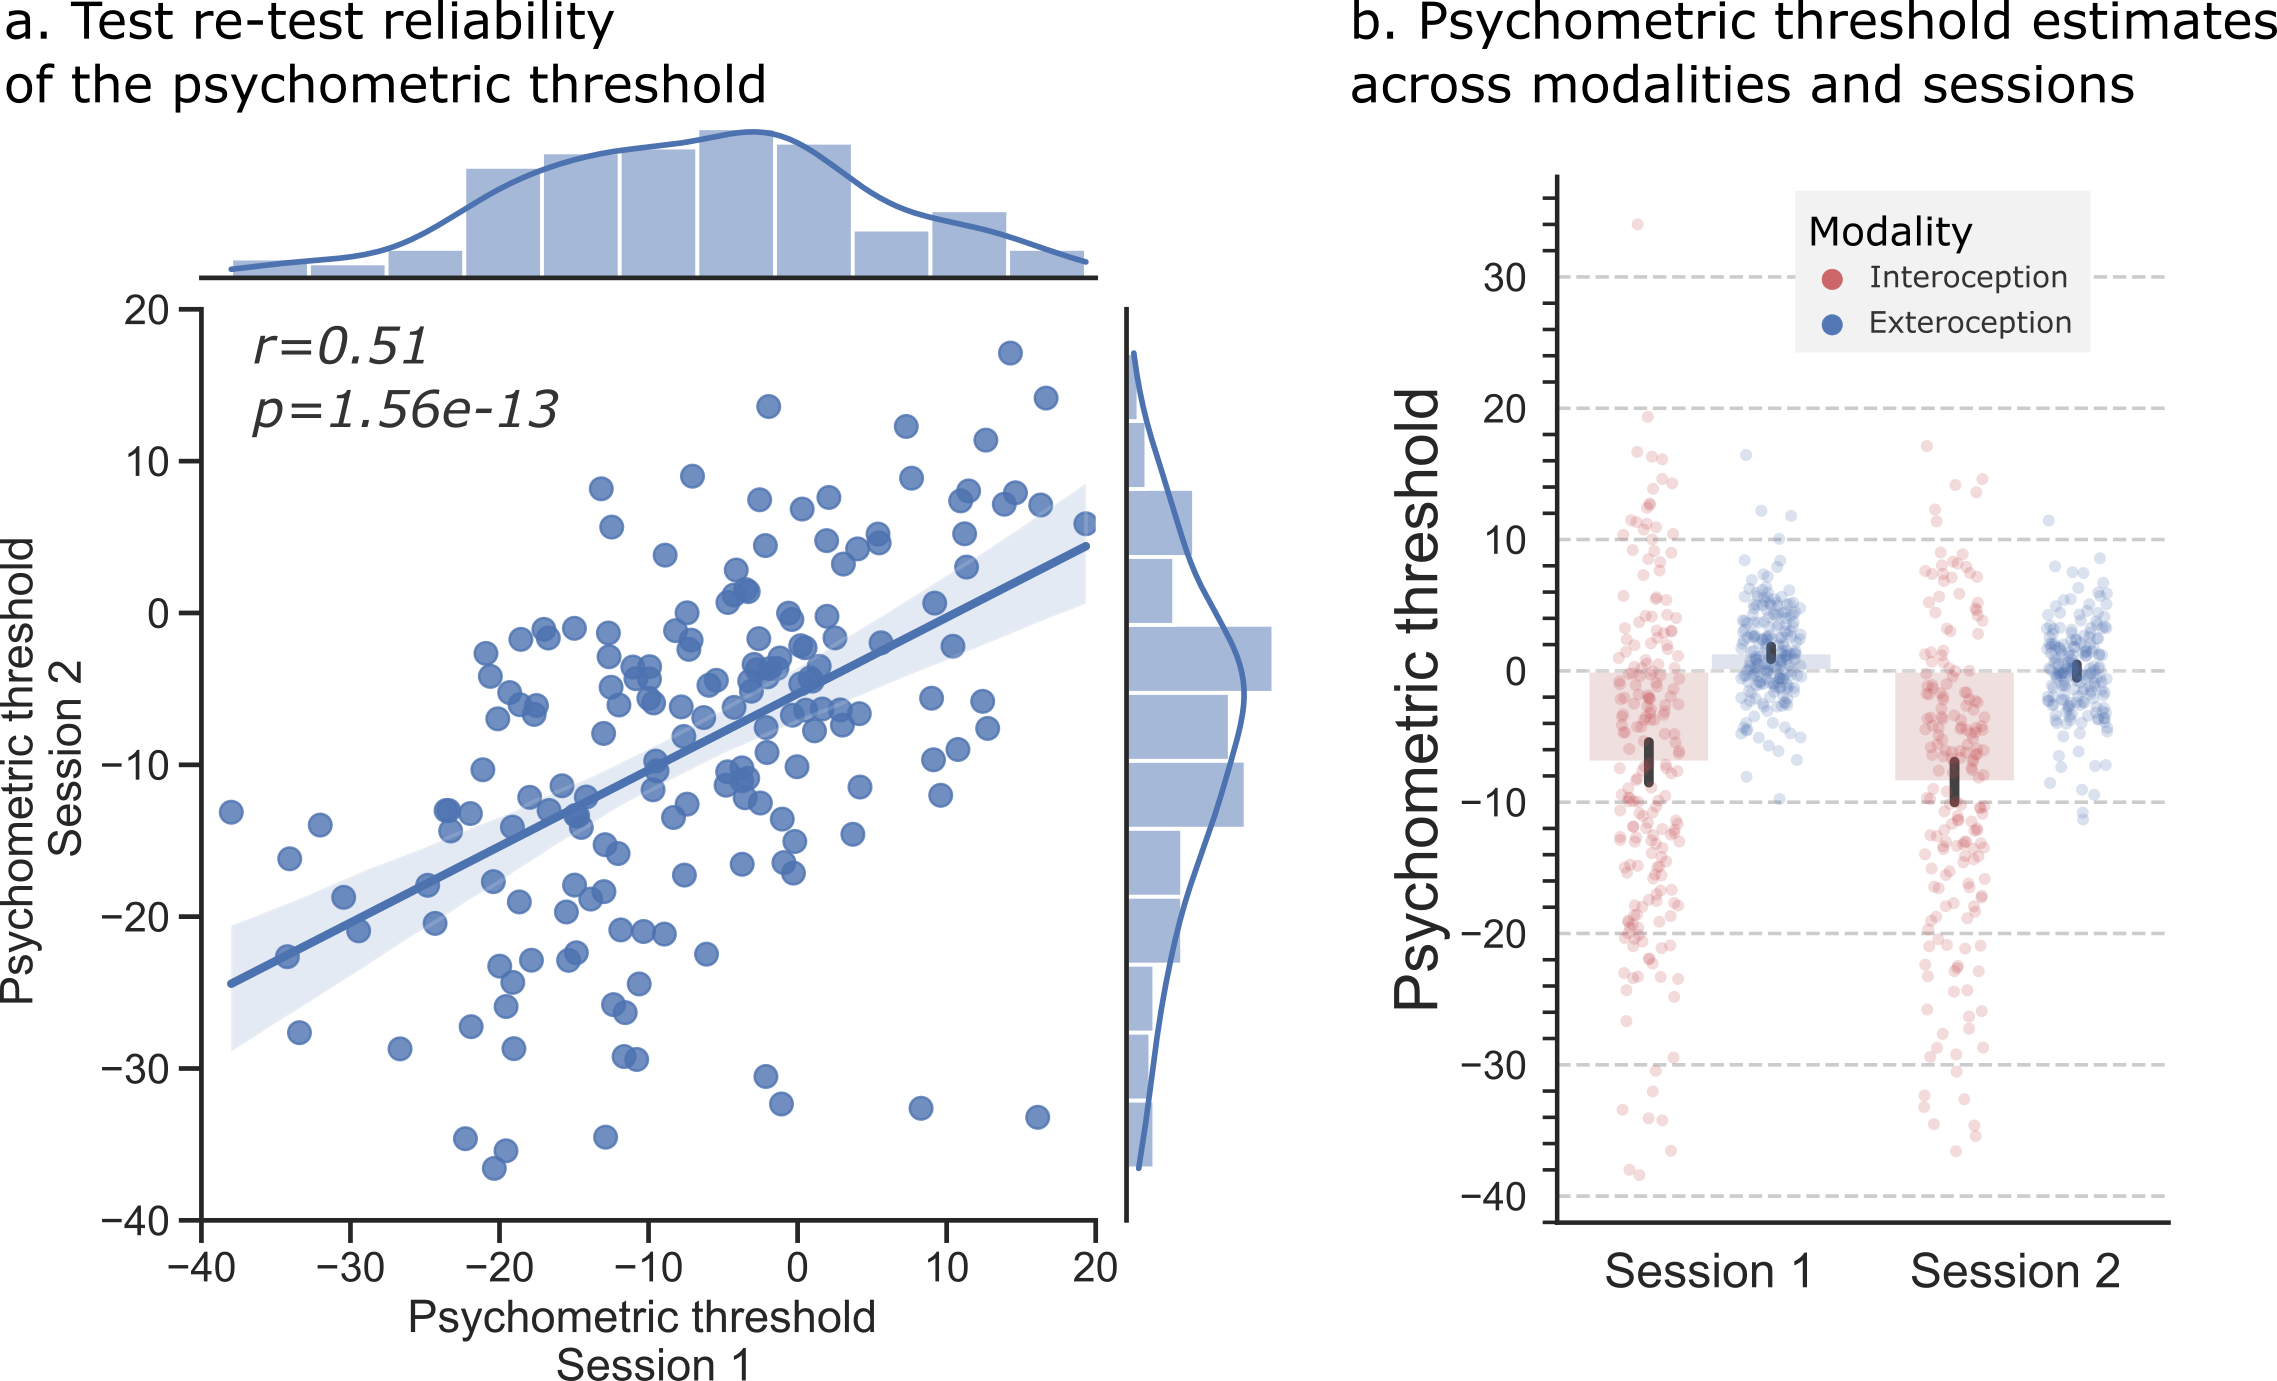 a. Test re-test reliability
of the psychometric threshold
r=0.51
p=1.56e-13
20
10
0
−10
−20
−30
−40
Psychometric threshold
Session 2
−40 −30 −20 −10 0 10 20
Psychometric threshold
Session 1
b. Psychometric threshold estimates
across modalities and sessions
Modality
Interoception
Exteroception
30
20
10
0
−10
−20
−30
−40
Psychometric threshold
Session 1 Session 2